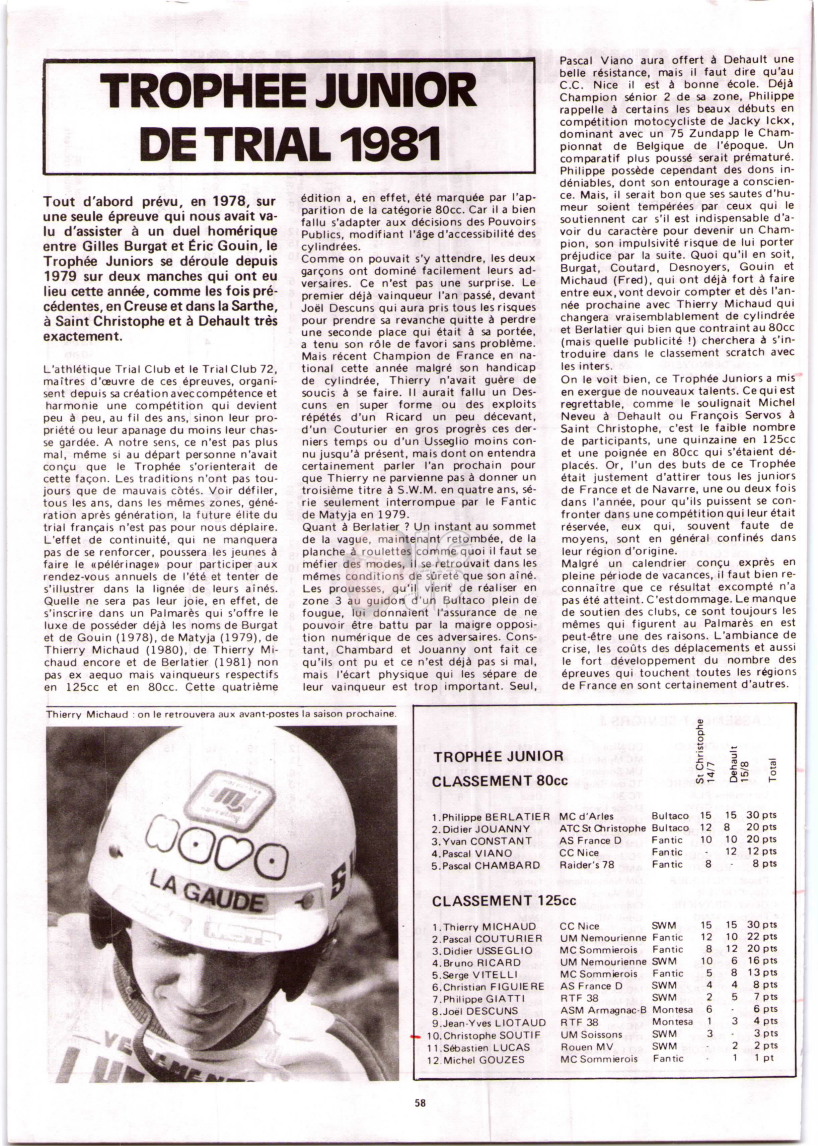 TROPHEE JUNIOR
DE TRIAL 1981
Tout d'abord prévu, en 1978, sur
une seule épreuve qui nous avait va-
lu d'assister à un duel homérique
entre Gilles Burgat et Éric Gouin, le
Trophée Juniors se déroule depuis
1979 sur deux manches qui ont eu
lieu cette année, comme les fois pré-
cédentes, en Creuse et dans la Sarthe,
à Saint Christophe et à Dehault très
exactement.
L'athlétique Trial Club et le Trial Club 72,
maîtres d'œuvre de ces épreuves, organi-
sent depuis sa création avec compétence et
harmonie une compétition qui devient
peu à peu, au fil des ans, sinon leur pro-
priété ou leur apanage du moins leur chas-
se gardée. A notre sens, ce n'est pas plus
mal, même si au départ personne n'avait
conçu que le Trophée s'orienterait de
cette façon. Les traditions n'ont pas tou-
jours que de mauvais còtés. Voir défiler,
tous les ans, dans les mêmes zones, géné-
ration après génération, la future élite du
trial français n'est pas pour nous déplaire.
L'effet de continuité, qui ne manquera
pas de se renforcer, poussera les jeunes à
faire le «pélérinage» pour participer aux
rendez-vous annuels de l'été et tenter de
s'illustrer dans la lignée de leurs aînés.
Quelle ne sera pas leur joie, en effet, de
s'inscrire dans un Palmarès qui s'offre le
luxe de posséder déjà les noms de Burgat
et de Gouin (1978), de Matyja (1979), de
Thierry Michaud (1980), de Thierry Mi-
chaud encore et de Berlatier (1981) non
pas ex aequo mais vainqueurs respectifs
en 125cc et en 80cc. Cette quatrième
édition a, en effet, été marquée par l'ap-
parition de la catégorie 80cc. Car il a bien
fallu s'adapter aux décisions des Pouvoirs
Publics, modifiant l'âge d'accessibilité des
cylindrées.
Comme on pouvait s'y attendre, les deux
garçons ont dominé facilement leurs ad-
versaires. Ce n'est pas une surprise. Le
premier déjà vainqueur l'an passé, devant
Joël Descuns qui aura pris tous les risques
pour prendre sa revanche quitte à perdre
une seconde place qui était à sa portée,
a tenu son rôle de favori sans problème.
Mais récent Champion de France en na-
tional cette année malgré son handicap
de cylindrée, Thierry n'avait guère de
soucis à se faire. Il aurait fallu un Des-
cuns en super forme ou des exploits
répétés d'un Ricard un peu décevant,
d'un Couturier en gros progrès ces der-
niers temps ou d'un Usseglio moins con-
nu jusqu'à présent, mais dont on entendra
certainement parler l'an prochain pour
que Thierry ne parvienne pas à donner un
troisième titre à S.W.M. en quatre ans, sé-
rie seulement interrompue par le Fantic
de Matyja en 1979.
Quant à Berlatier ? Un instant au sommet
de la vague, maintenant retombée, de la
planche à roulettes comme quoi il faut se
méfier des modes, il se retrouvait dans les
mêmes conditions de sûreté que son aîné.
Les prouesses, qu'il vient de réaliser en
zone 3 au guidon d'un Bultaco plein de
fougue, lui donnaient l'assurance de ne
pouvoir être battu par la maigre opposi-
tion numérique de ces adversaires. Cons-
tant, Chambard et Jouanny ont fait ce
qu'ils ont pu et ce n'est déjà pas si mal,
mais l'écart physique qui les sépare de
leur vainqueur est trop important. Seul,
Pascal Viano aura offert à Dehault une
belle résistance, mais il faut dire qu'au
C.C. Nice il est à bonne école. Déjà
Champion sénior 2 de sa zone, Philippe
rappelle à certains les beaux débuts en
compétition motocycliste de Jacky Ickx,
dominant avec un 75 Zundapp le Cham-
pionnat de Belgique de l'époque. Un
comparatif plus poussé serait prématuré.
Philippe possède cependant des dons in-
déniables, dont son entourage a conscien-
ce. Mais, il serait bon que ses sautes d'hu-
meur soient tempérées par ceux qui le
soutiennent car s'il est indispensable d'a-
voir du caractère pour devenir un Cham-
pion, son impulsivité risque de lui porter
préjudice par la suite. Quoi qu'il en soit,
Burgat, Coutard, Desnoyers, Gouin et
Michaud (Fred), qui ont déjà fort à faire
entre eux, vont devoir compter et dès l'an-
née prochaine avec Thierry Michaud qui
changera vraisemblablement de cylindrée
et Berlatier qui bien que contraint au 80cc
(mais quelle publicité !) cherchera à s'in-
troduire dans le classement scratch avec
les inters.
On le voit bien, ce Trophée Juniors a mis
en exergue de nouveaux talents. Ce qui est
regrettable, comme le soulignait Michel
Neveu à Dehault ou François Servos à
Saint Christophe, c'est le faible nombre
de participants, une quinzaine en 125cc
et une poignée en 80cc qui s'étaient dé-
placés. Or, l'un des buts de ce Trophée
était justement d'attirer tous les juniors
de France et de Navarre, une ou deux fois
dans l'année, pour qu'ils puissent se con-
fronter dans une compétition qui leur était
réservée, eux qui, souvent faute de
moyens, sont en général confinés dans
leur région d'origine.
Malgré un calendrier conçu exprès en
pleine période de vacances, il faut bien re-
connaître que ce résultat excompté n'a
pas été atteint. C'est dommage. Le manque
de soutien des clubs, ce sont toujours les
mêmes qui figurent au Palmarès en est
peut-être une des raisons. L'ambiance de
crise, les coûts des déplacements et aussi
le fort développement du nombre des
épreuves qui touchent toutes les régions
de France en sont certainement d'autres.
Thierry Michaud : on le retrouvera aux avant-postes la saison prochaine.
NAVA
LA GAUDE
VETEMENTS
TROPHÉE JUNIOR
CLASSEMENT 80cc
St Christophe 14/7
Dehault 15/8
Total
1.Philippe BERLATIER MC d'Arles Bultaco 15 15 30 pts
2.Didier JOUANNY ATC St Christophe Bultaco 12 8 20 pts
3.Yvan CONSTANT AS France D Fantic 10 10 20 pts
4.Pascal VIANO CC Nice Fantic - 12 12 pts
5.Pascal CHAMBARD Raider's 78 Fantic 8 - 8 pts
CLASSEMENT 125cc
1.Thierry MICHAUD CC Nice SWM 15 15 30 pts
2.Pascal COUTURIER UM Nemourienne Fantic 12 10 22 pts
3.Didier USSEGLIO MC Sommierois Fantic 8 12 20 pts
4.Bruno RICARD UM Nemourienne SWM 10 6 16 pts
5.Serge VITELLI MC Sommierois Fantic 5 8 13 pts
6.Christian FIGUIERE AS France D SWM 4 4 8 pts
7.Philippe GIATTI RTF 38 SWM 2 5 7 pts
8.Joël DESCUNS ASM Armagnac-B Montesa 6 - 6 pts
9.Jean-Yves LIOTAUD RTF 38 Montesa 1 3 4 pts
10.Christophe SOUTIF UM Soissons SWM 3 - 3 pts
11.Sébastien LUCAS Rouen MV SWM - 2 2 pts
12.Michel GOUZES MC Sommierois Fantic - 1 1 pt
58